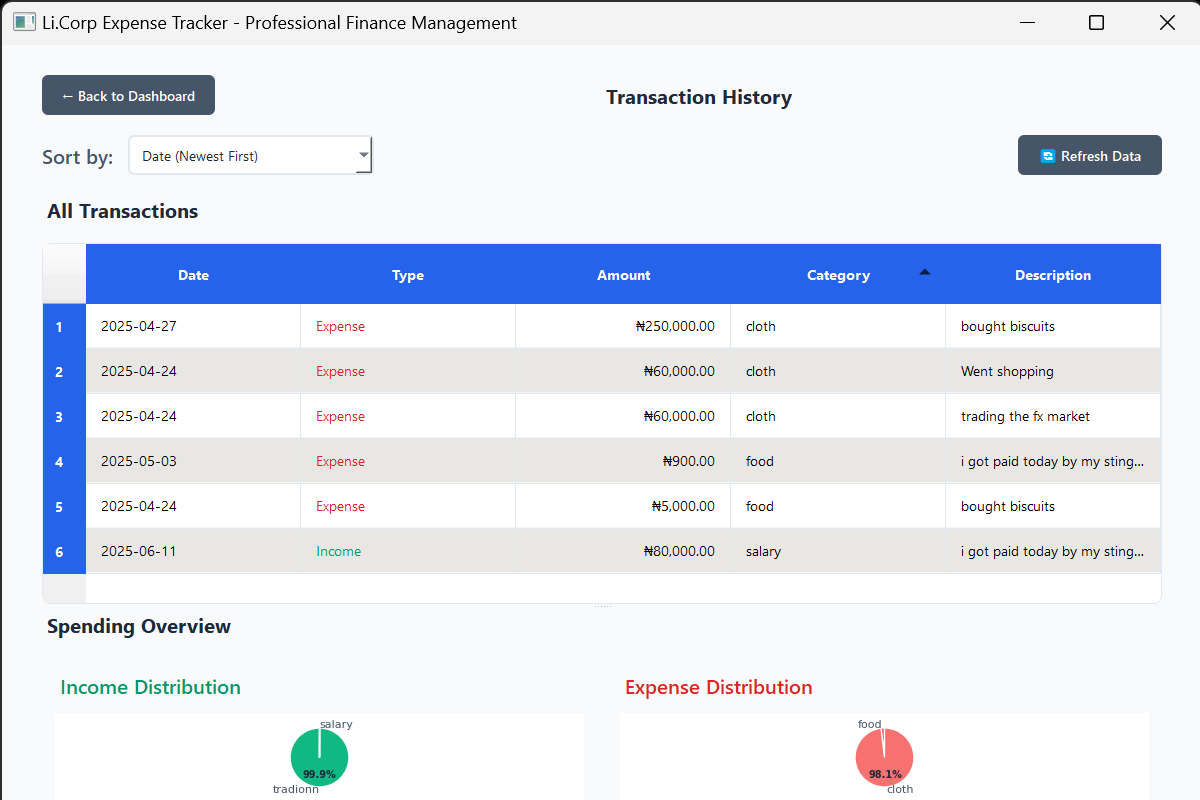 Li.Corp Expense Tracker - Professional Finance Management
← Back to Dashboard
Transaction History
Sort by:
Date (Newest First)
Refresh Data
All Transactions
Date Type Amount Category Description
1 2025-04-27 Expense ₦250,000.00 cloth bought biscuits
2 2025-04-24 Expense ₦60,000.00 cloth Went shopping
3 2025-04-24 Expense ₦60,000.00 cloth trading the fx market
4 2025-05-03 Expense ₦900.00 food i got paid today by my sting...
5 2025-04-24 Expense ₦5,000.00 food bought biscuits
6 2025-06-11 Income ₦80,000.00 salary i got paid today by my sting...
Spending Overview
Income Distribution
Expense Distribution
salary
food
99.9%
98.1%
tradionn
cloth